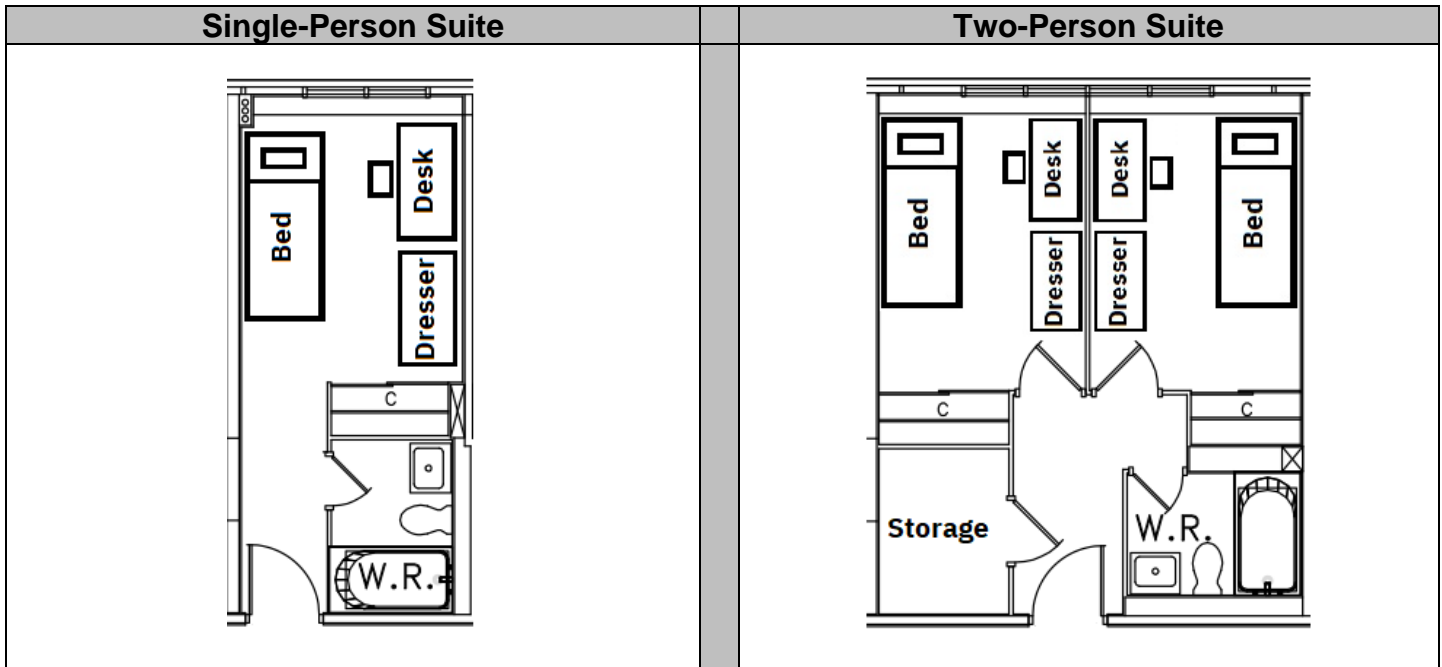 Single-Person Suite
Two-Person Suite
Bed
Desk
Dresser
C
W.R.
Bed
Desk
Desk
Bed
Dresser
Dresser
C
C
Storage
W.R.